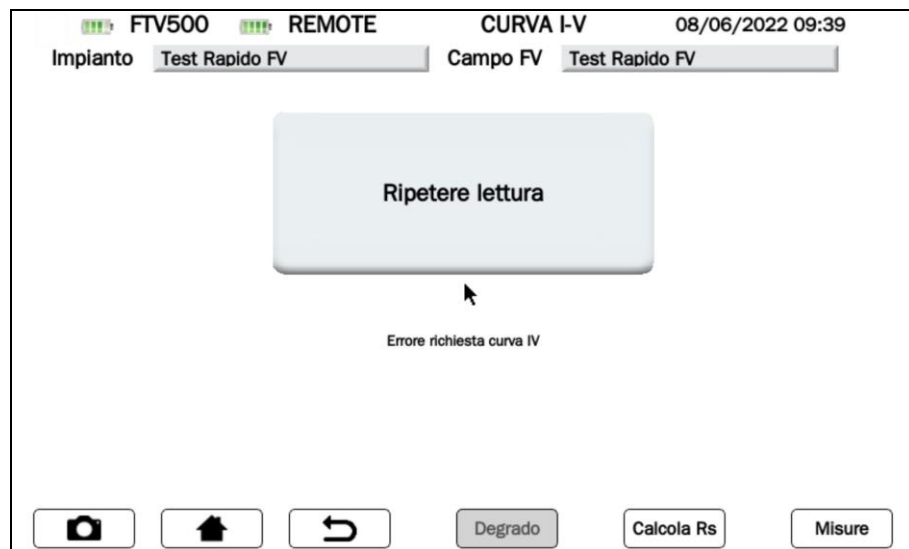 FTV500 REMOTE CURVA I-V 08/06/2022 09:39
Impianto Test Rapido FV Campo FV Test Rapido FV
Ripetere lettura
Errore richiesta curva IV
Degrado Calcola Rs Misure